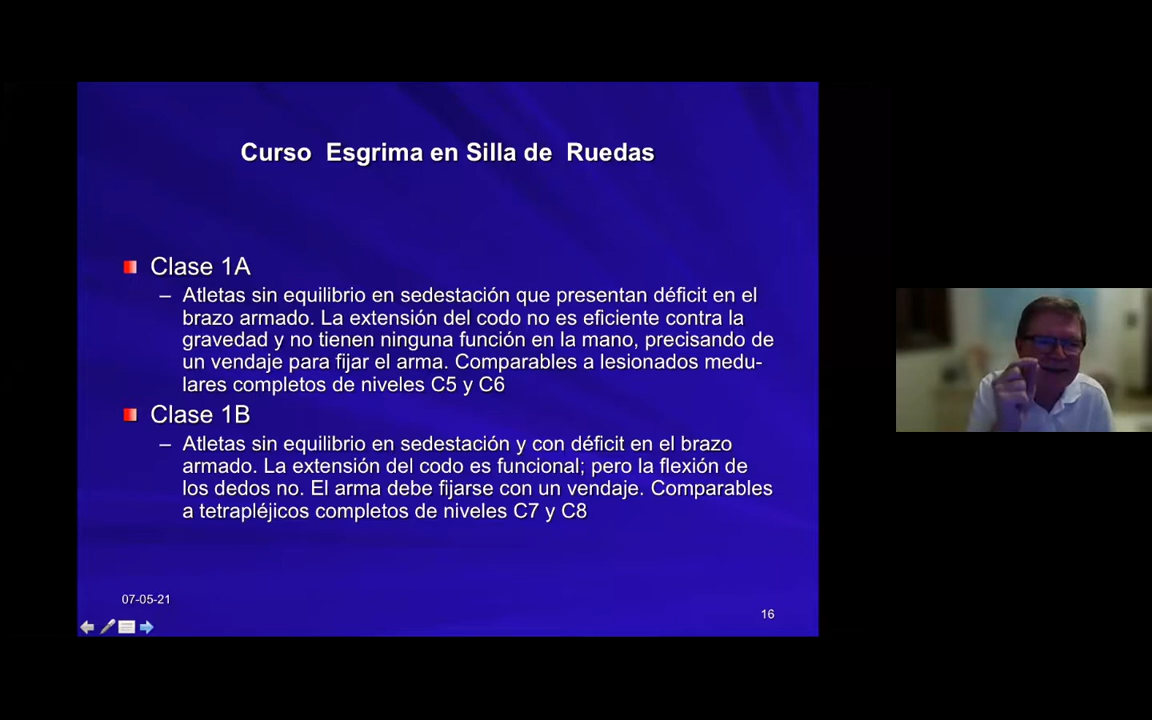 Curso Esgrima en Silla de Ruedas
Clase 1A
– Atletas sin equilibrio en sedestación que presentan déficit en el
brazo armado. La extensión del codo no es eficiente contra la
gravedad y no tienen ninguna función en la mano, precisando de
un vendaje para fijar el arma. Comparables a lesionados medu-
lares completos de niveles C5 y C6
Clase 1B
– Atletas sin equilibrio en sedestación y con déficit en el brazo
armado. La extensión del codo es funcional; pero la flexión de
los dedos no. El arma debe fijarse con un vendaje. Comparables
a tetrapléjicos completos de niveles C7 y C8
07-05-21
16